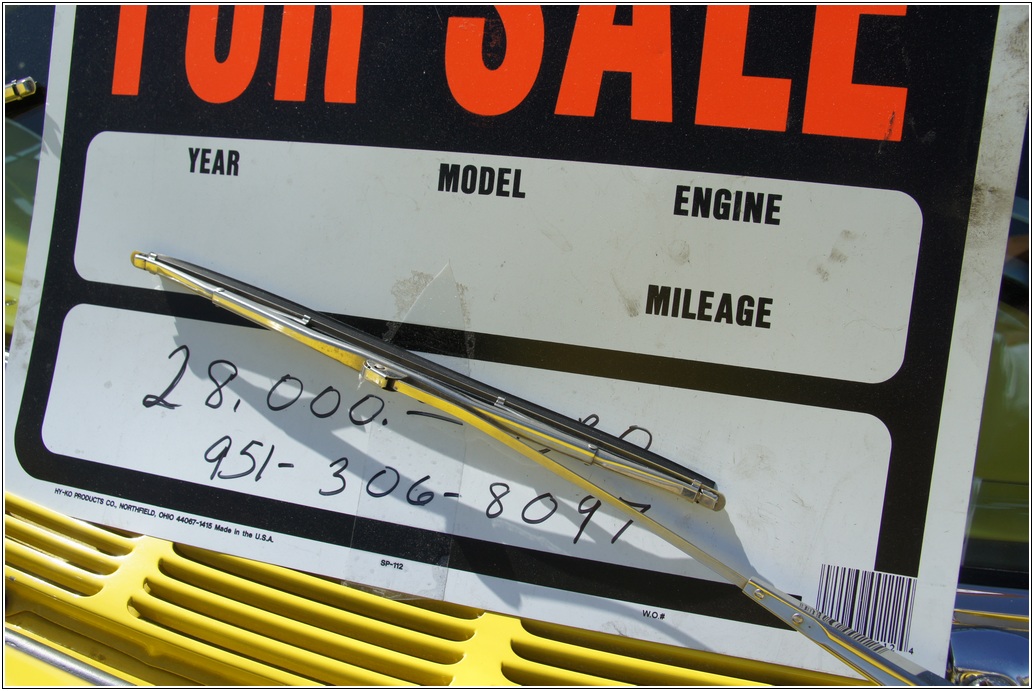 FOR SALE
YEAR MODEL ENGINE
MILEAGE
28,000.—
951-306-8097
HY-KO PRODUCTS CO., NORTHFIELD, OHIO 44067-1415 Made in the U.S.A.
SP-112
W.O.#